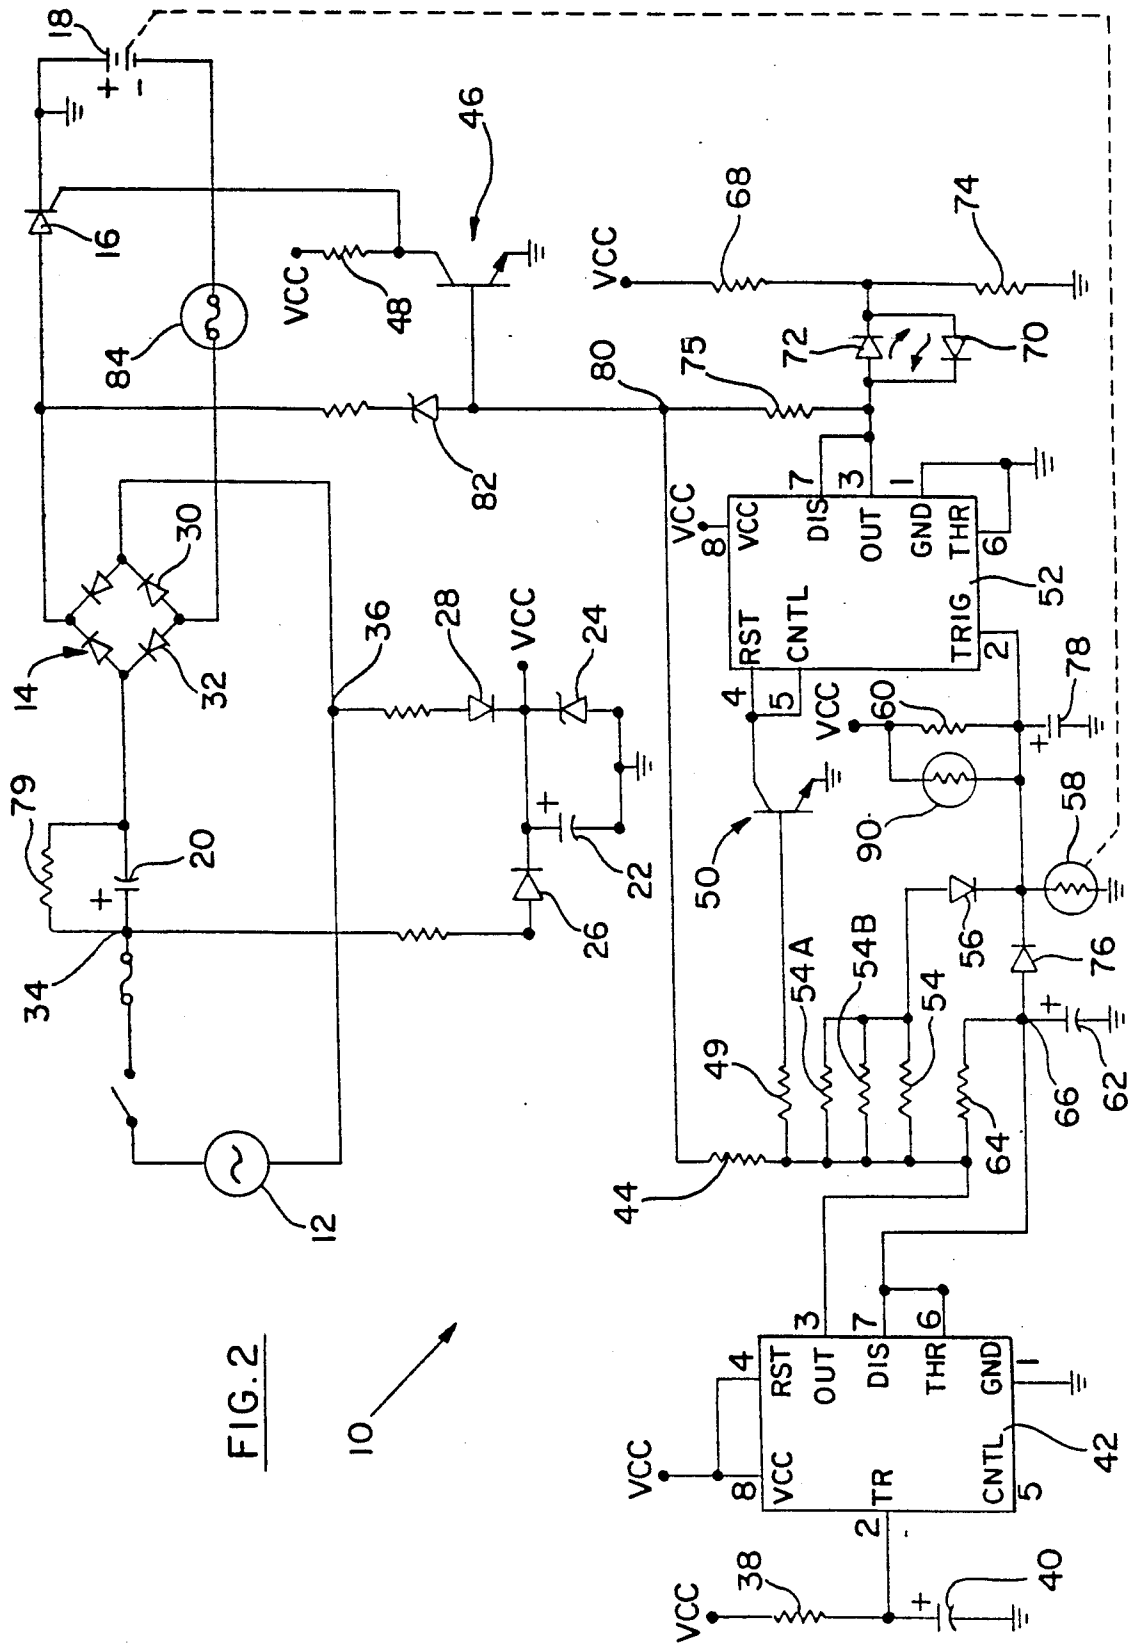 FIG. 2
10
12
34
79
20
+
14
32
30
84
16
18
+
-
36
28
VCC
24
+
22
26
82
VCC
48
46
44
80
75
VCC
68
72
70
74
49
54A
54B
54
64
66
+
62
76
56
58
50
90
VCC
60
+
78
VCC
8
VCC
4
RST
5
CNTL
7
DIS
3
OUT
1
GND
THR
6
TRIG
2
52
VCC
8
VCC
4
RST
3
OUT
7
DIS
6
THR
GND
1
TR
2
CNTL
5
42
VCC
38
+
40